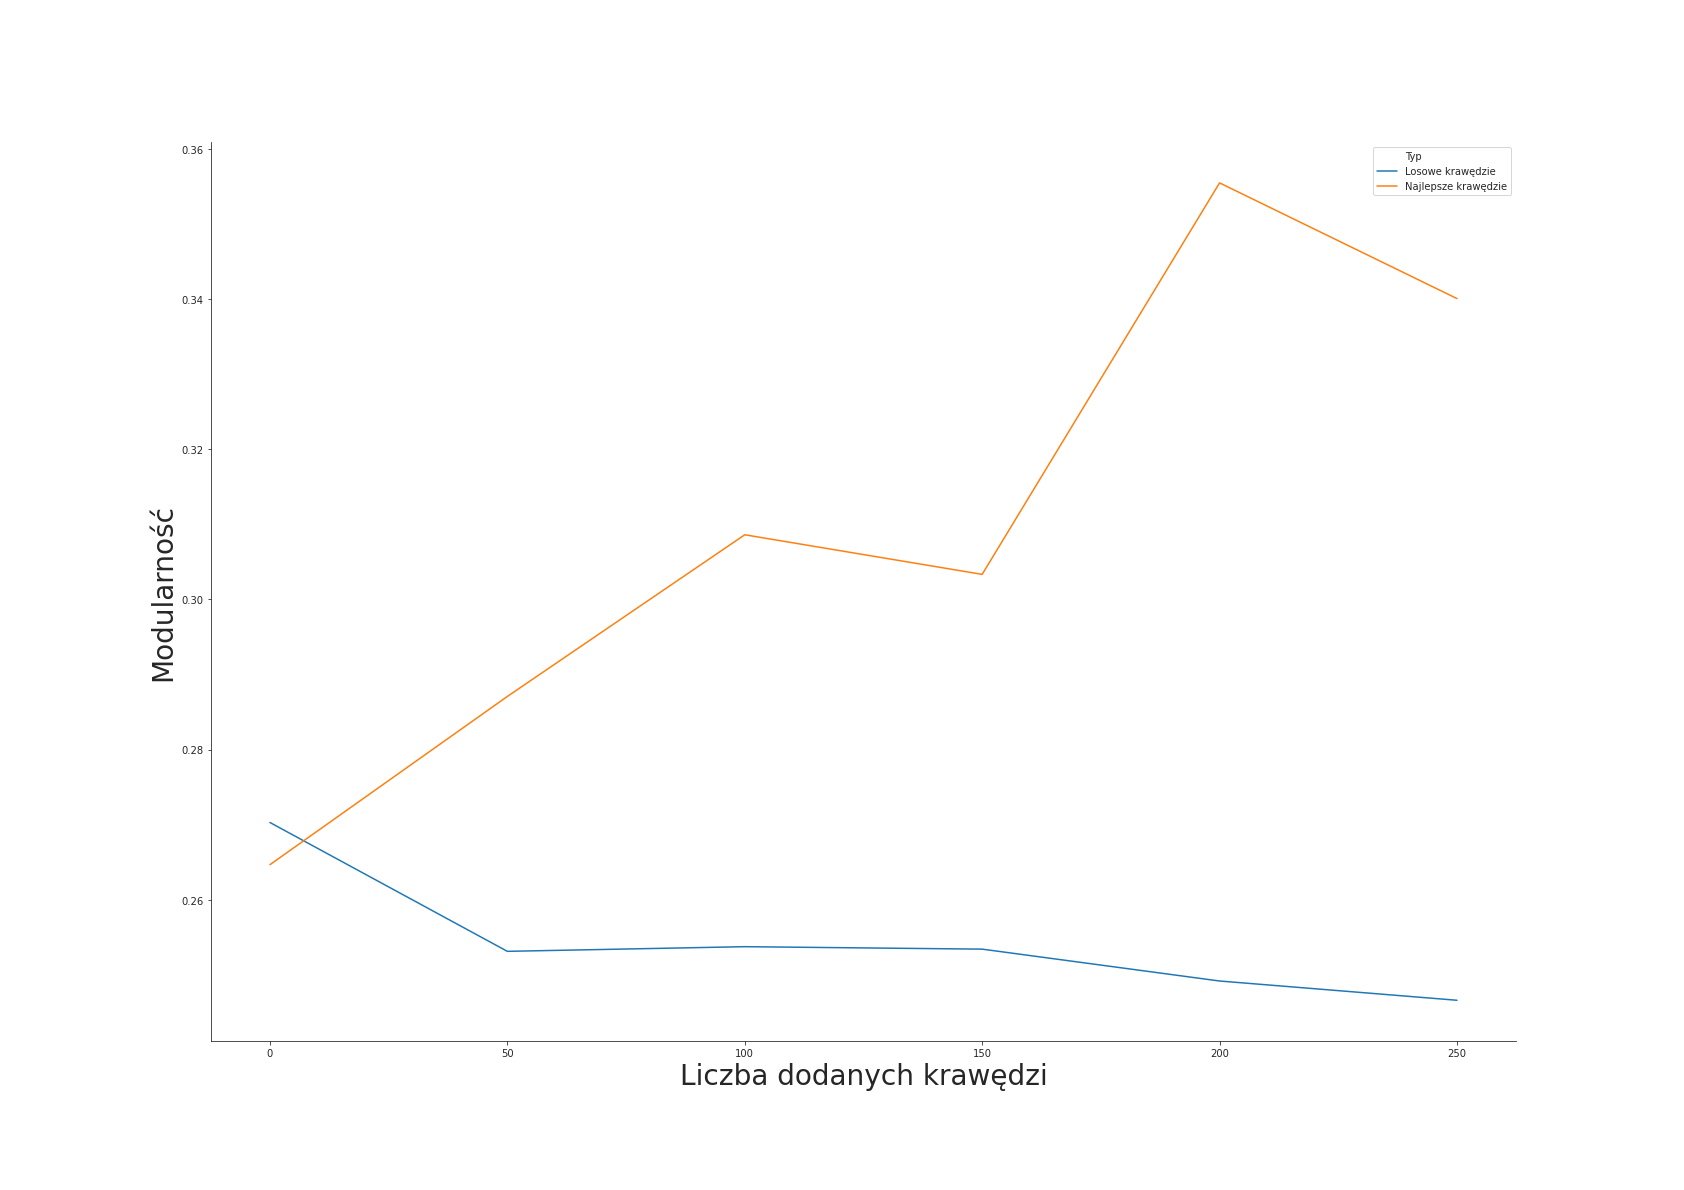 0.36
0.34
0.32
0.30
0.28
0.26
Modularność
0 50 100 150 200 250
Liczba dodanych krawędzi
Typ
Losowe krawędzie
Najlepsze krawędzie